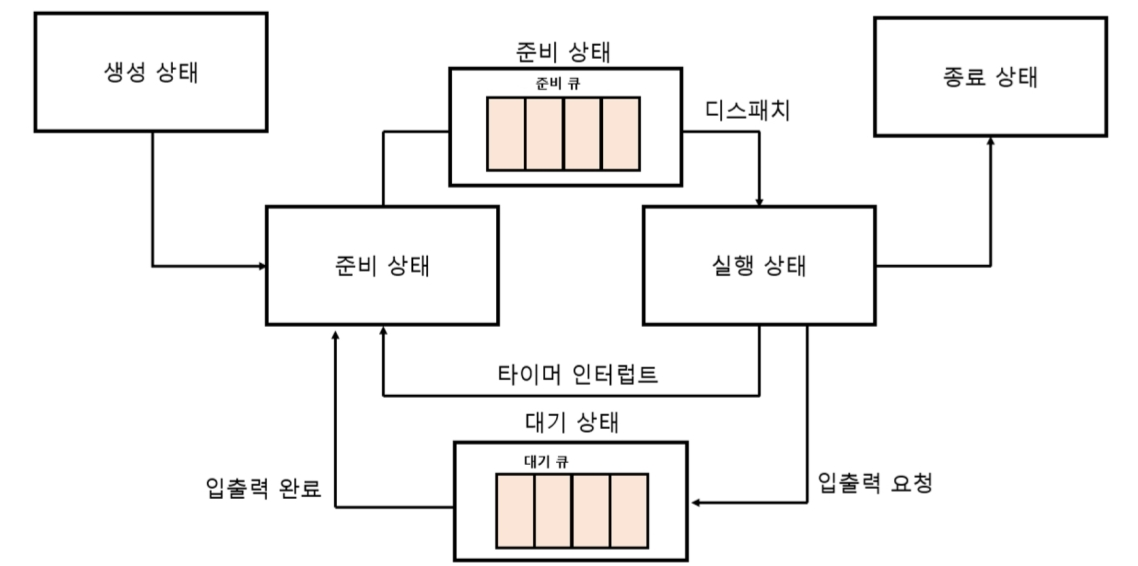 준비 상태
생성 상태
준비 큐
종료 상태
디스패치
준비 상태
실행 상태
타이머 인터럽트
대기 상태
대기 큐
입출력 완료
입출력 요청